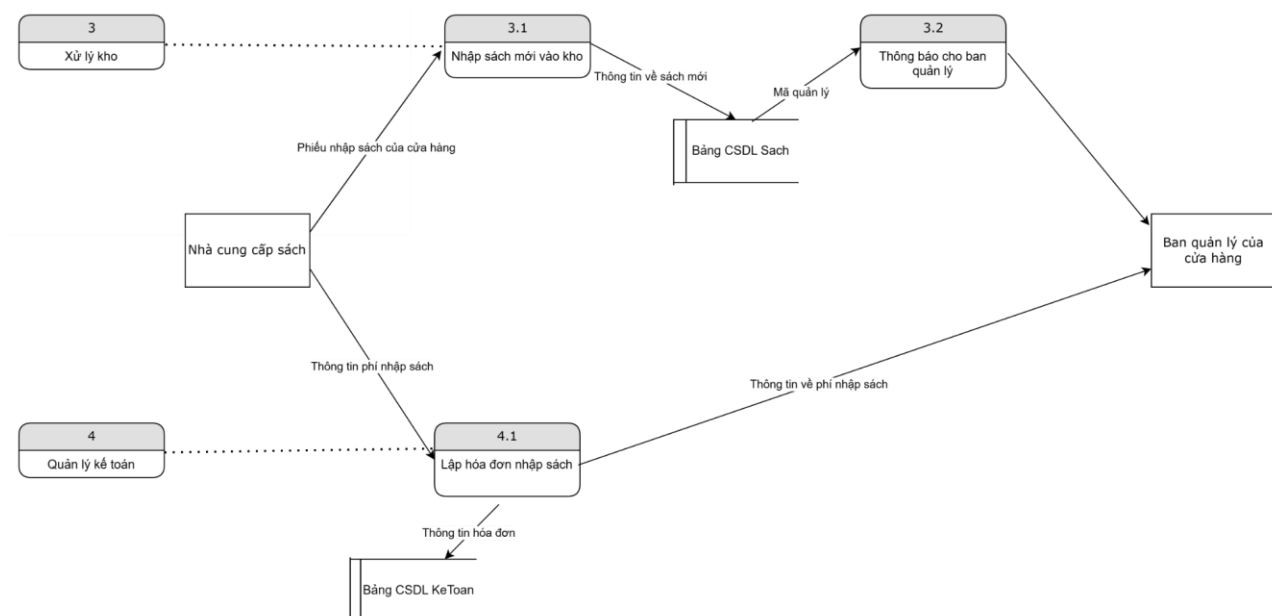 3
Xử lý kho
3.1
Nhập sách mới vào kho
3.2
Thông báo cho ban
quản lý
Thông tin về sách mới
Mã quản lý
Phiếu nhập sách của cửa hàng
Bảng CSDL Sach
Nhà cung cấp sách
Ban quản lý của
cửa hàng
Thông tin phí nhập sách
Thông tin về phí nhập sách
4
Quản lý kế toán
4.1
Lập hóa đơn nhập sách
Thông tin hóa đơn
Bảng CSDL KeToan